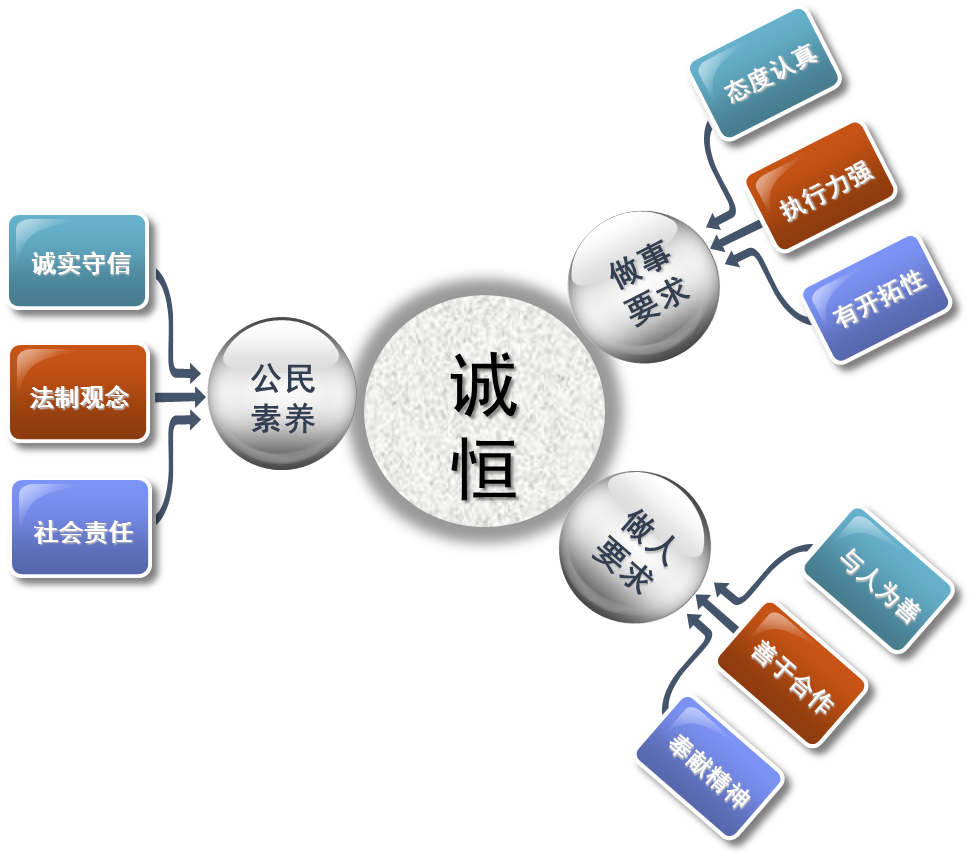 诚实守信
法制观念
社会责任
公民
素养
诚
恒
做事
要求
态度认真
执行力强
有开拓性
做人
要求
与人为善
善于合作
奉献精神